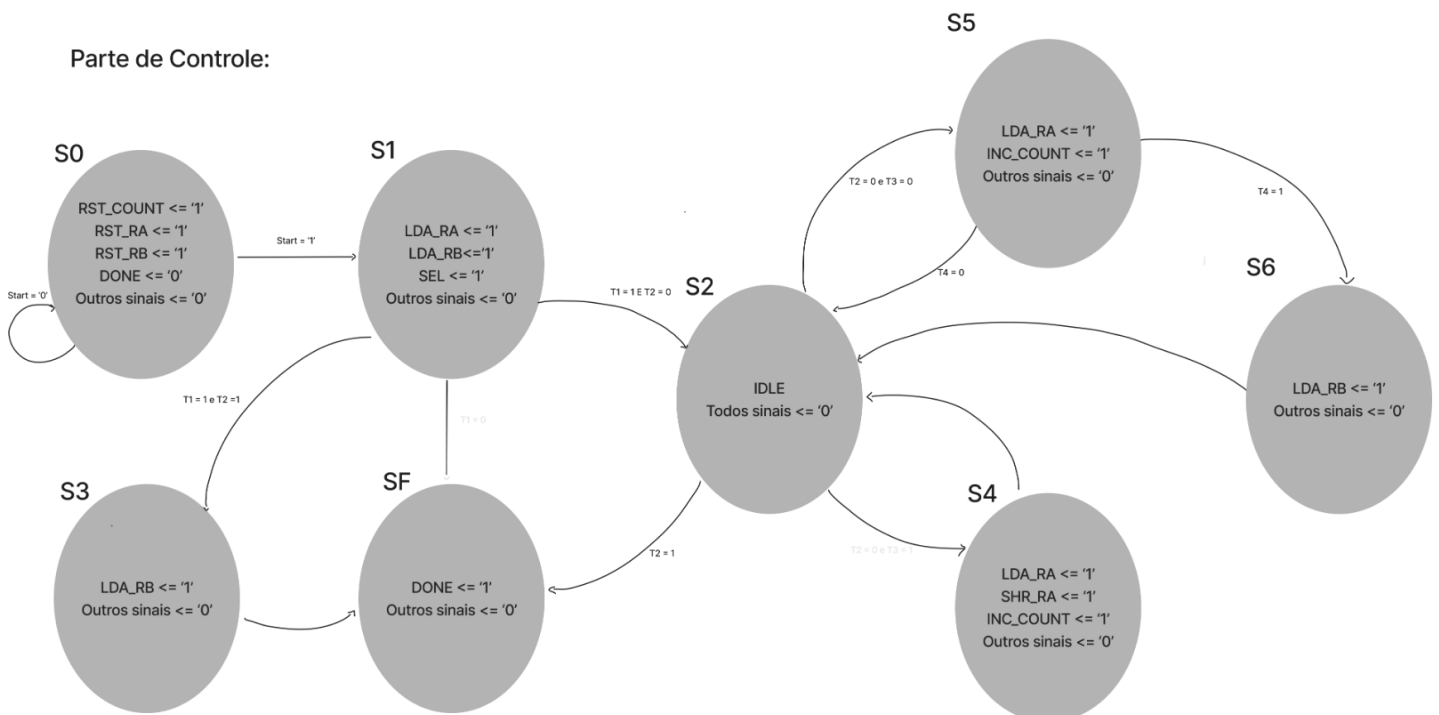 Parte de Controle:
S0
RST_COUNT <= '1'
RST_RA <= '1'
RST_RB <= '1'
DONE <= '0'
Outros sinais <= '0'
Start = '0'
Start = '1'
S1
LDA_RA <= '1'
LDA_RB<='1'
SEL <= '1'
Outros sinais <= '0'
T1 = 1 E T2 = 0
T1 = 1 e T2 =1
T1 = 0
S2
IDLE
Todos sinais <= '0'
T2 = 0 e T3 = 0
T4 = 0
T2 = 1
T2 = 0 e T3 = 1
S5
LDA_RA <= '1'
INC_COUNT <= '1'
Outros sinais <= '0'
T4 = 1
S6
LDA_RB <= '1'
Outros sinais <= '0'
S3
LDA_RB <= '1'
Outros sinais <= '0'
SF
DONE <= '1'
Outros sinais <= '0'
S4
LDA_RA <= '1'
SHR_RA <= '1'
INC_COUNT <= '1'
Outros sinais <= '0'